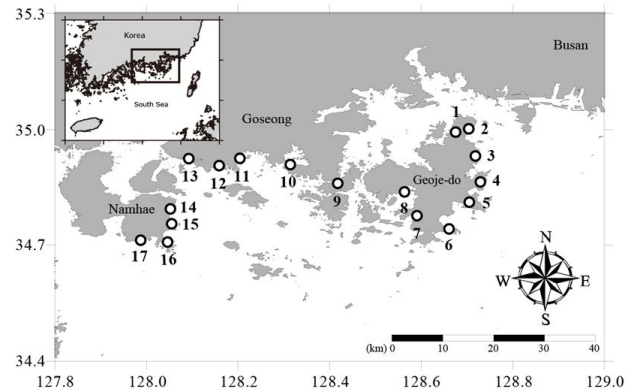 35.3
35.0
34.7
34.4
127.8
128.0
128.2
128.4
128.6
128.8
129.0
Korea
South Sea
Busan
Goseong
Geoje-do
Namhae
1
2
3
4
5
6
7
8
9
10
11
12
13
14
15
16
17
N
W
E
S
(km) 0
10
20
30
40